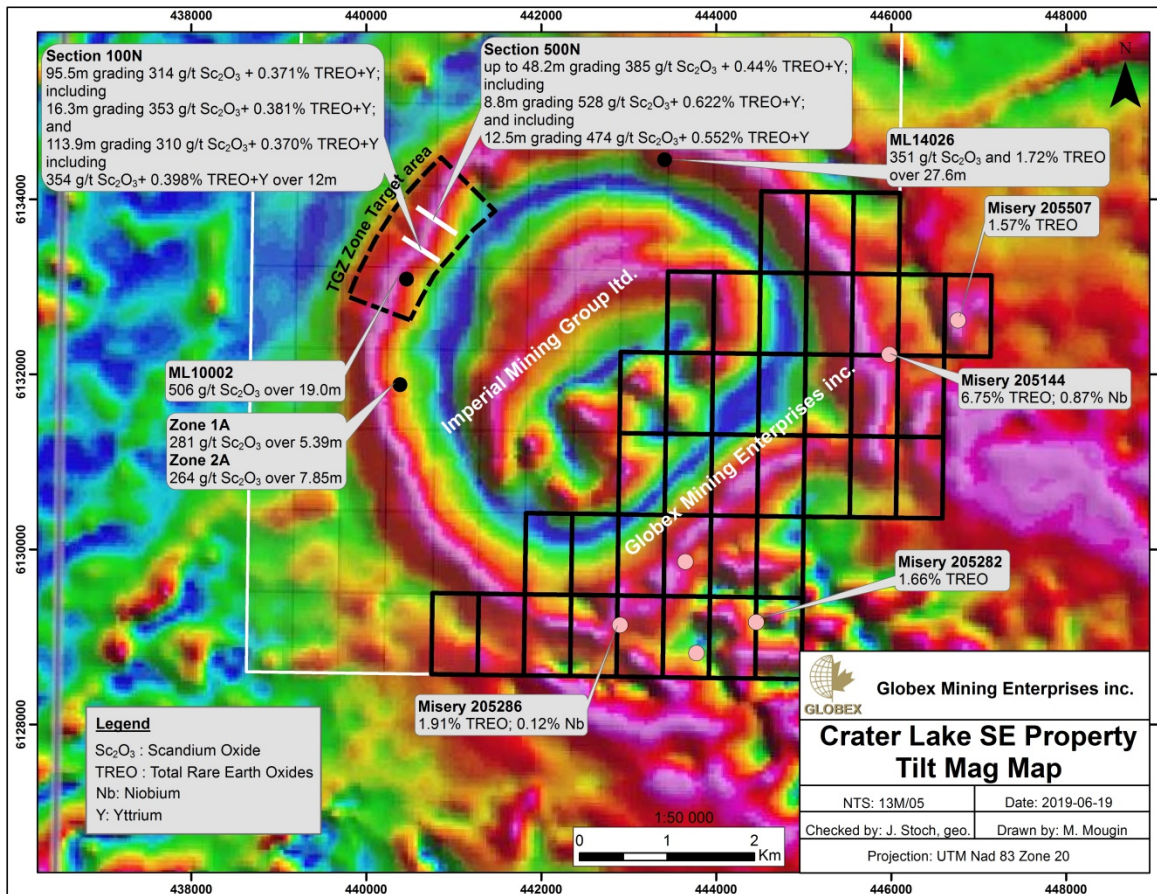 438000
440000
442000
444000
446000
448000
Section 100N
95.5m grading 314 g/t Sc₂O₃ + 0.371% TREO+Y;
including
16.3m grading 353 g/t Sc₂O₃+ 0.381% TREO+Y;
and
113.9m grading 310 g/t Sc₂O₃+ 0.370% TREO+Y
including
354 g/t Sc₂O₃+ 0.398% TREO+Y over 12m
Section 500N
up to 48.2m grading 385 g/t Sc₂O₃ + 0.44% TREO+Y;
including
8.8m grading 528 g/t Sc₂O₃+ 0.622% TREO+Y;
and including
12.5m grading 474 g/t Sc₂O₃+ 0.552% TREO+Y
N
ML14026
351 g/t Sc₂O₃ and 1.72% TREO
over 27.6m
6134000
6134000
TGZ Zone Target area
Misery 205507
1.57% TREO
Imperial Mining Group ltd.
ML10002
506 g/t Sc₂O₃ over 19.0m
6132000
6132000
Misery 205144
6.75% TREO; 0.87% Nb
Zone 1A
281 g/t Sc₂O₃ over 5.39m
Zone 2A
264 g/t Sc₂O₃ over 7.85m
Globex Mining Enterprises inc.
6130000
6130000
Misery 205282
1.66% TREO
Misery 205286
1.91% TREO; 0.12% Nb
6128000
6128000
Legend
Sc₂O₃ : Scandium Oxide
TREO : Total Rare Earth Oxides
Nb: Niobium
Y: Yttrium
1:50 000
0 1 2
Km
GLOBEX
Globex Mining Enterprises inc.
Crater Lake SE Property
Tilt Mag Map
NTS: 13M/05
Date: 2019-06-19
Checked by: J. Stoch, geo.
Drawn by: M. Mougin
Projection: UTM Nad 83 Zone 20
438000
440000
442000
444000
446000
448000